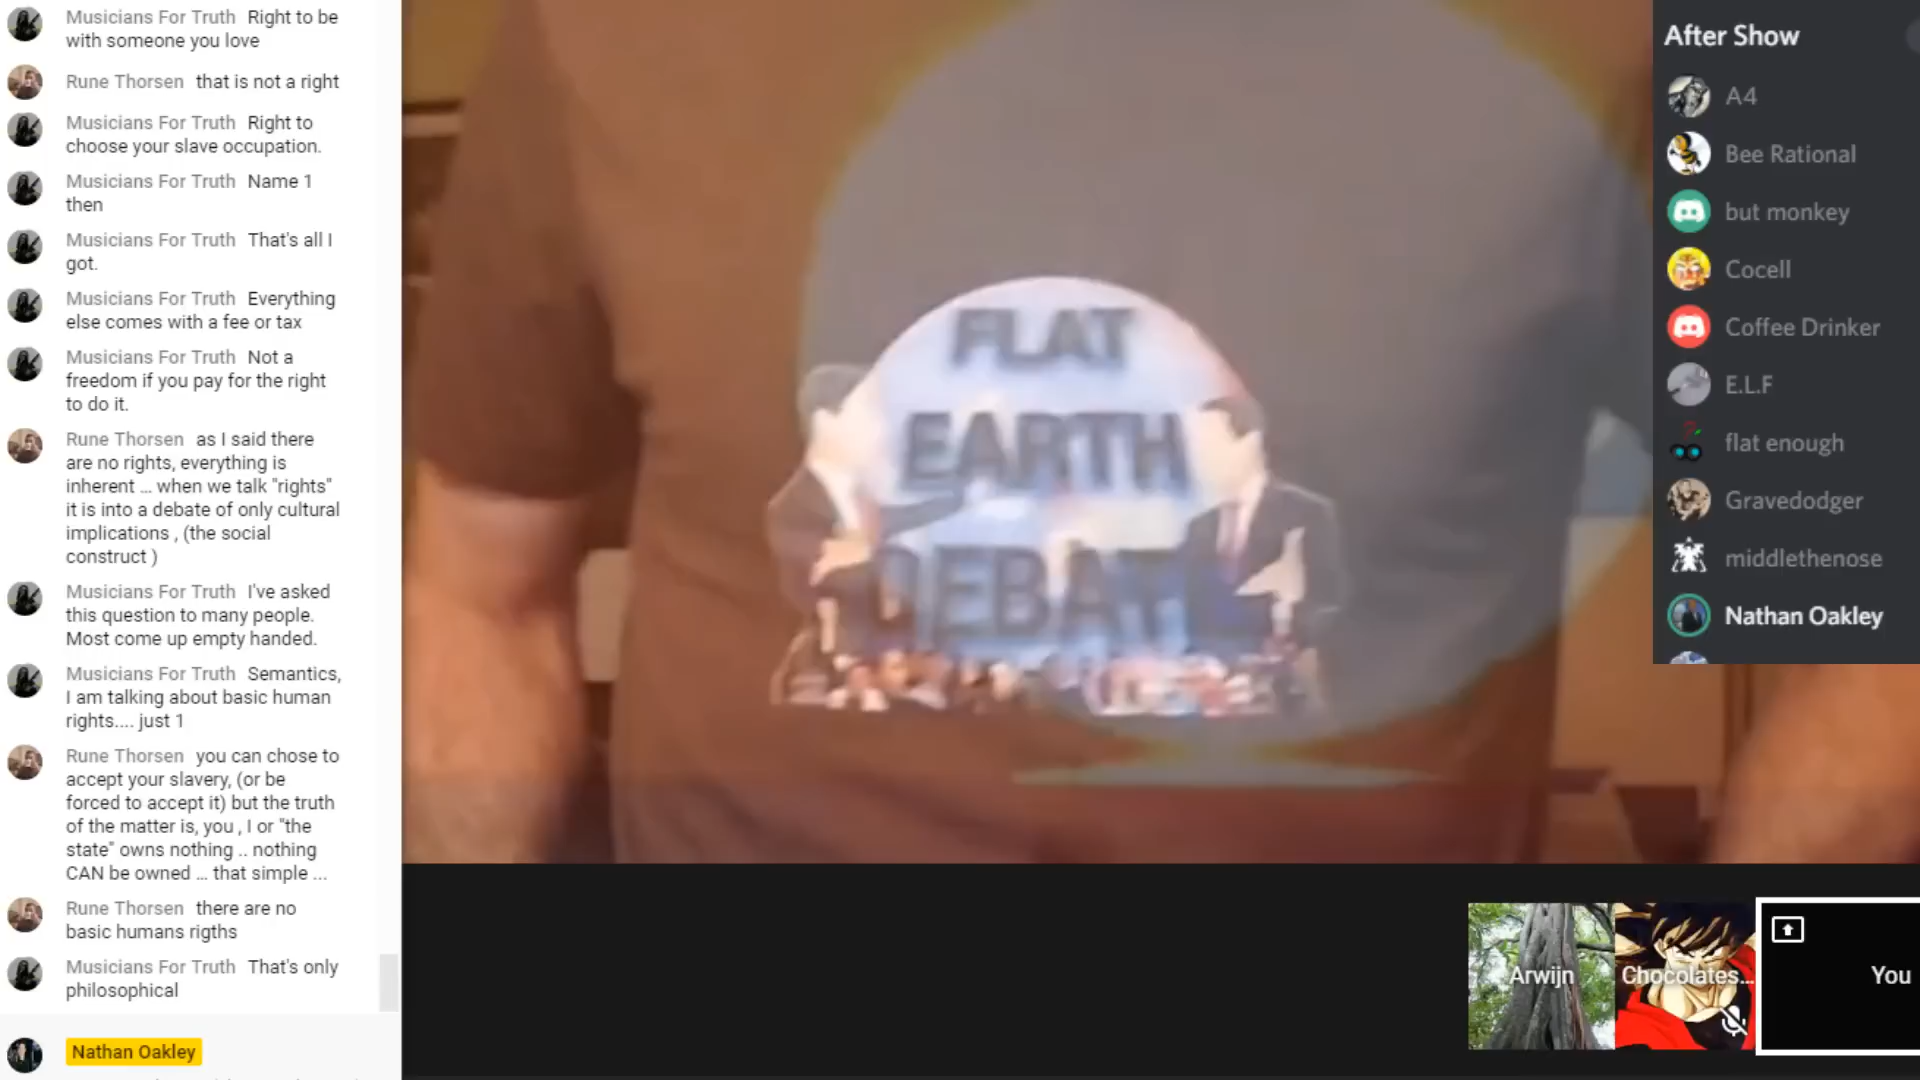 Musicians For Truth Right to be
with someone you love
Rune Thorsen that is not a right
Musicians For Truth Right to
choose your slave occupation.
Musicians For Truth Name 1
then
Musicians For Truth That's all I
got.
Musicians For Truth Everything
else comes with a fee or tax
Musicians For Truth Not a
freedom if you pay for the right
to do it.
Rune Thorsen as I said there
are no rights, everything is
inherent ... when we talk "rights"
it is into a debate of only cultural
implications , (the social
construct )
Musicians For Truth I've asked
this question to many people.
Most come up empty handed.
Musicians For Truth Semantics,
I am talking about basic human
rights.... just 1
Rune Thorsen you can chose to
accept your slavery, (or be
forced to accept it) but the truth
of the matter is, you , I or "the
state" owns nothing .. nothing
CAN be owned ... that simple ...
Rune Thorsen there are no
basic humans rigths
Musicians For Truth That's only
philosophical
Nathan Oakley
FLAT
EARTH
DEBATE
After Show
A4
Bee Rational
but monkey
Cocell
Coffee Drinker
E.L.F
flat enough
Gravedodger
middlethenose
Nathan Oakley
Arwijn
Chocolates...
You